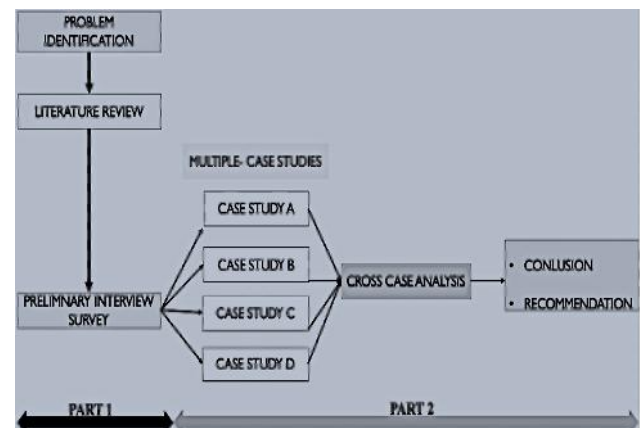 PROBLEM
IDENTIFICATION
LITERATURE REVIEW
MULTIPLE- CASE STUDIES
CASE STUDY A
CASE STUDY B
CASE STUDY C
CASE STUDY D
PRELIMNARY INTERVIEW
SURVEY
CROSS CASE ANALYSIS
• CONLUSION
• RECOMMENDATION
PART 1
PART 2